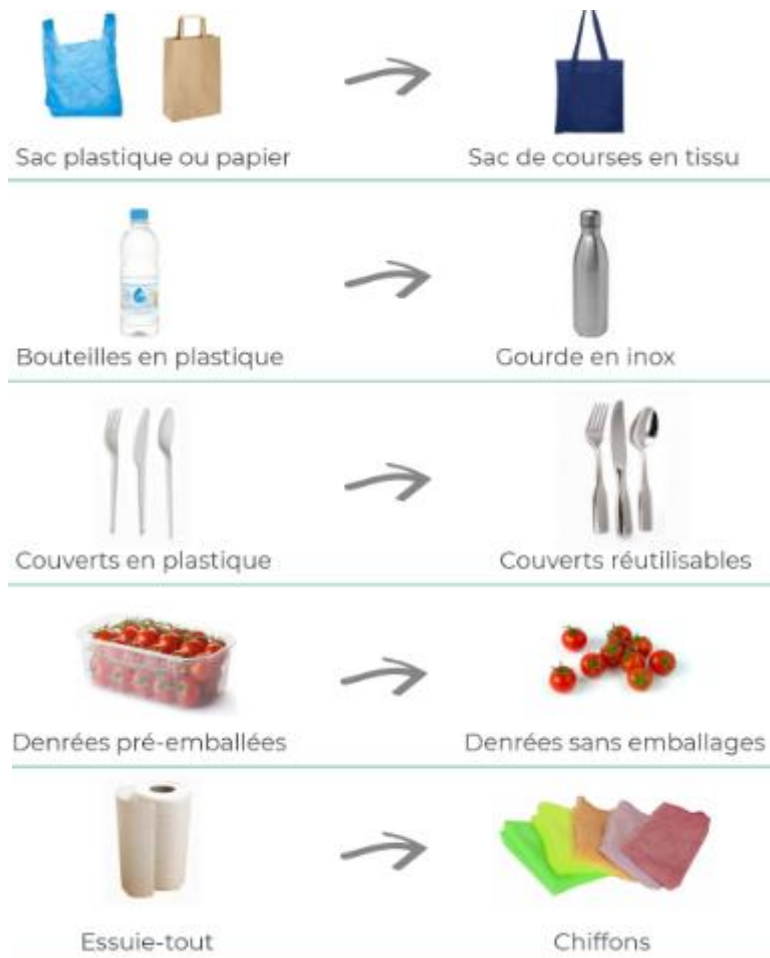 Sac plastique ou papier
Sac de courses en tissu
Bouteilles en plastique
Gourde en inox
Couverts en plastique
Couverts réutilisables
Denrées pré-emballées
Denrées sans emballages
Essuie-tout
Chiffons